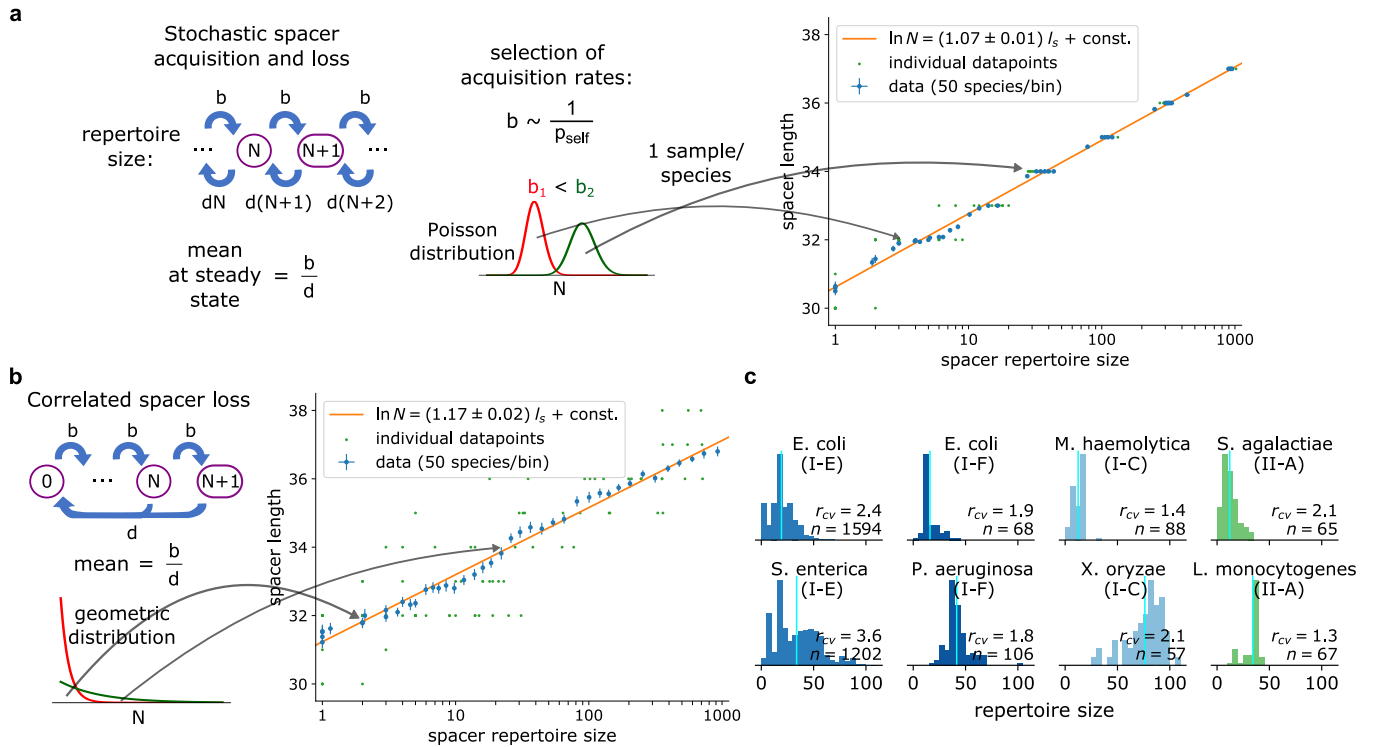 a
Stochastic spacer
acquisition and loss
b b b
repertoire
size:
... N N+1 ...
dN d(N+1) d(N+2)
mean
at steady = b/d
state
selection of
acquisition rates:
b ~ 1/p_self
1 sample/
species
b₁ < b₂
Poisson
distribution
N
ln N = (1.07 ± 0.01) l_s + const.
individual datapoints
data (50 species/bin)
spacer length
38
36
34
32
30
1 10 100 1000
spacer repertoire size
b
Correlated spacer loss
b b b
0 ... N N+1
d
mean = b/d
geometric
distribution
N
ln N = (1.17 ± 0.02) l_s + const.
individual datapoints
data (50 species/bin)
spacer length
38
36
34
32
30
1 10 100 1000
spacer repertoire size
c
E. coli
(I-E)
r_cv = 2.4
n = 1594
E. coli
(I-F)
r_cv = 1.9
n = 68
M. haemolytica
(I-C)
r_cv = 1.4
n = 88
S. agalactiae
(II-A)
r_cv = 2.1
n = 65
S. enterica
(I-E)
r_cv = 3.6
n = 1202
P. aeruginosa
(I-F)
r_cv = 1.8
n = 106
X. oryzae
(I-C)
r_cv = 2.1
n = 57
L. monocytogenes
(II-A)
r_cv = 1.3
n = 67
0 50 100 0 50 100 0 50 100 0 50 100
repertoire size